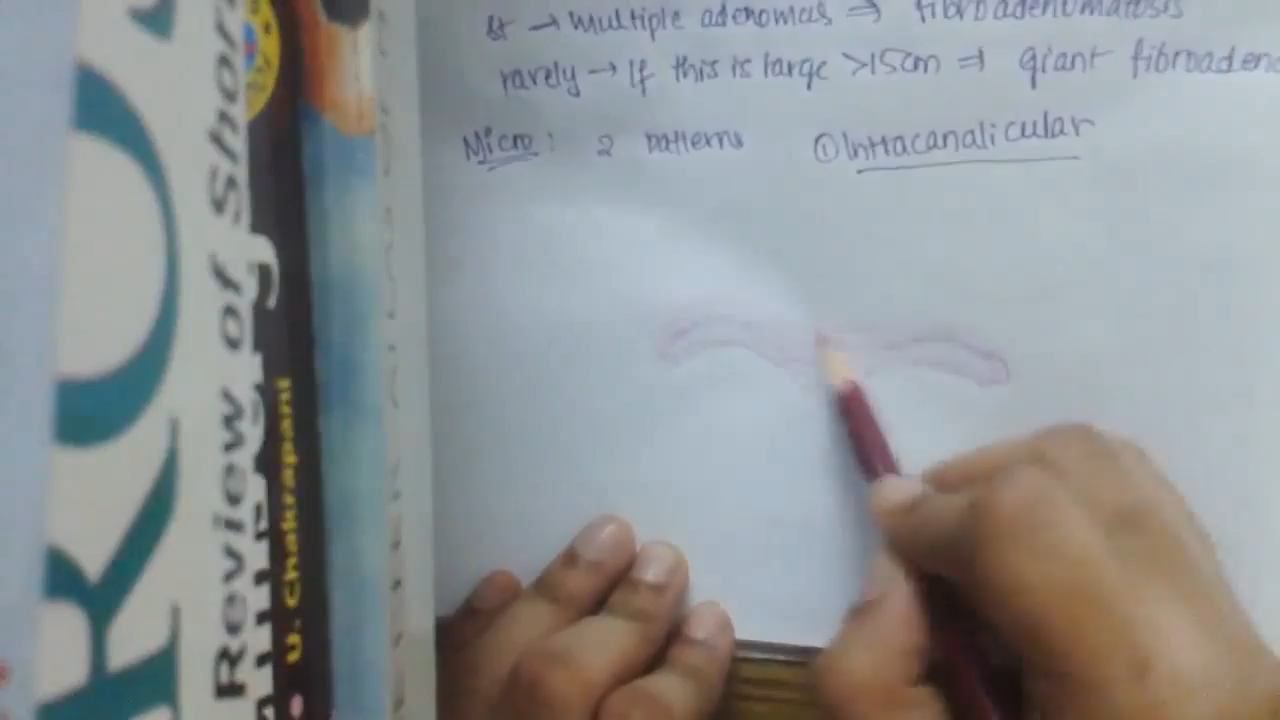 → multiple adenomas ⇒ fibroadenomatosis
rarely → If this is large >15cm ⇒ giant fibroadeno
Micro: 2 patterns ① Intracanalicular
Review of Short
U. Chakrapani